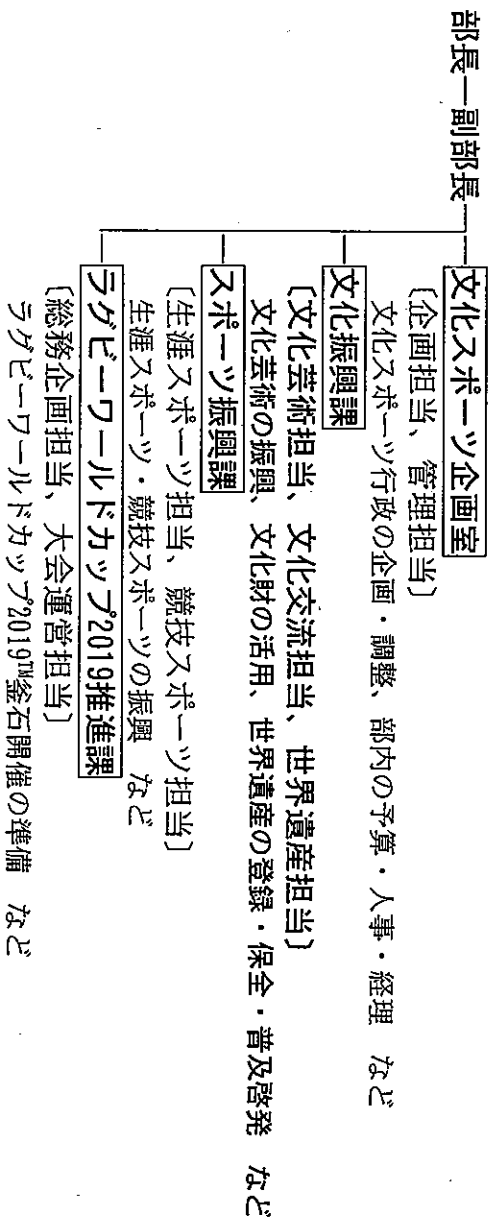 部長―副部長
文化スポーツ企画室
〔企画担当、管理担当〕
文化スポーツ行政の企画・調整、部内の予算・人事・経理 など
文化振興課
〔文化芸術担当、文化交流担当、世界遺産担当〕
文化芸術の振興、文化財の活用、世界遺産の登録・保全・普及啓発 など
スポーツ振興課
〔生涯スポーツ担当、競技スポーツ担当〕
生涯スポーツ・競技スポーツの振興 など
ラグビーワールドカップ2019推進課
〔総務企画担当、大会運営担当〕
ラグビーワールドカップ2019™釜石開催の準備 など